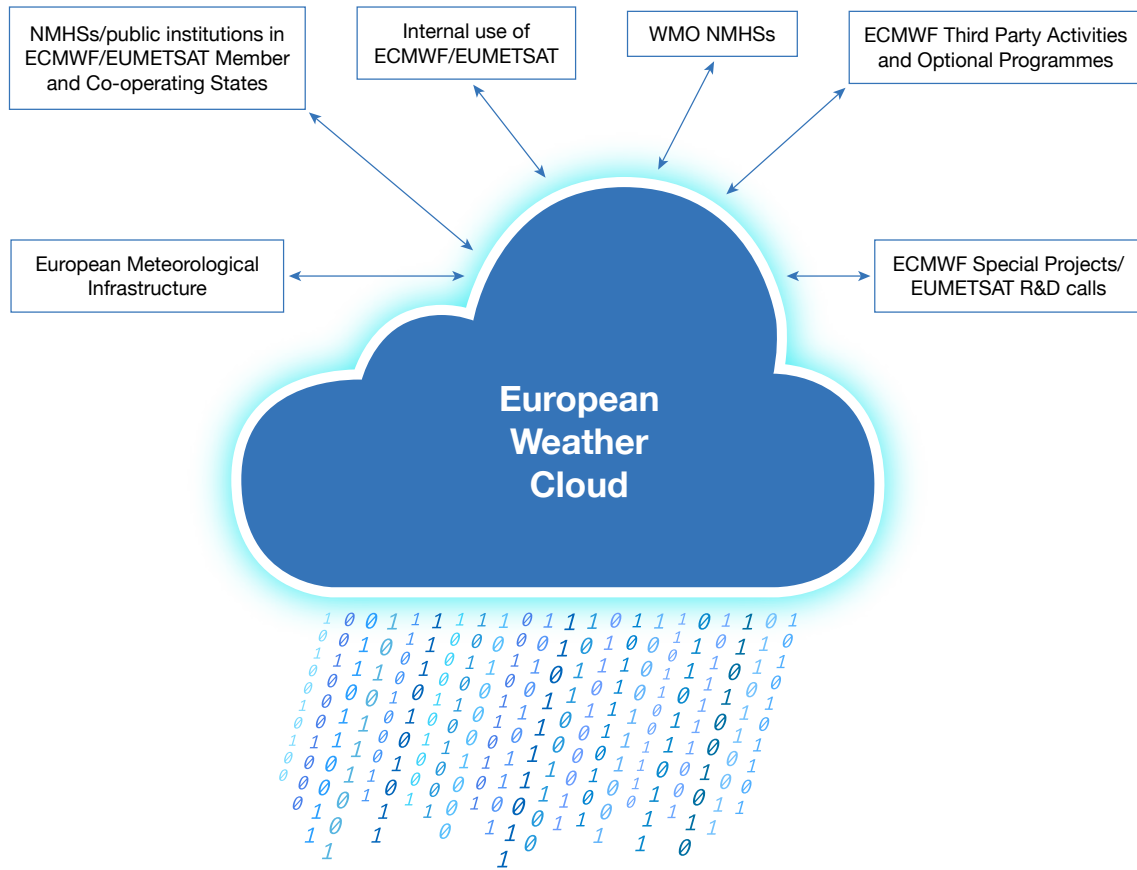 NMHSs/public institutions in
ECMWF/EUMETSAT Member
and Co-operating States
Internal use of
ECMWF/EUMETSAT
WMO NMHSs
ECMWF Third Party Activities
and Optional Programmes
European Meteorological
Infrastructure
ECMWF Special Projects/
EUMETSAT R&D calls
European
Weather
Cloud